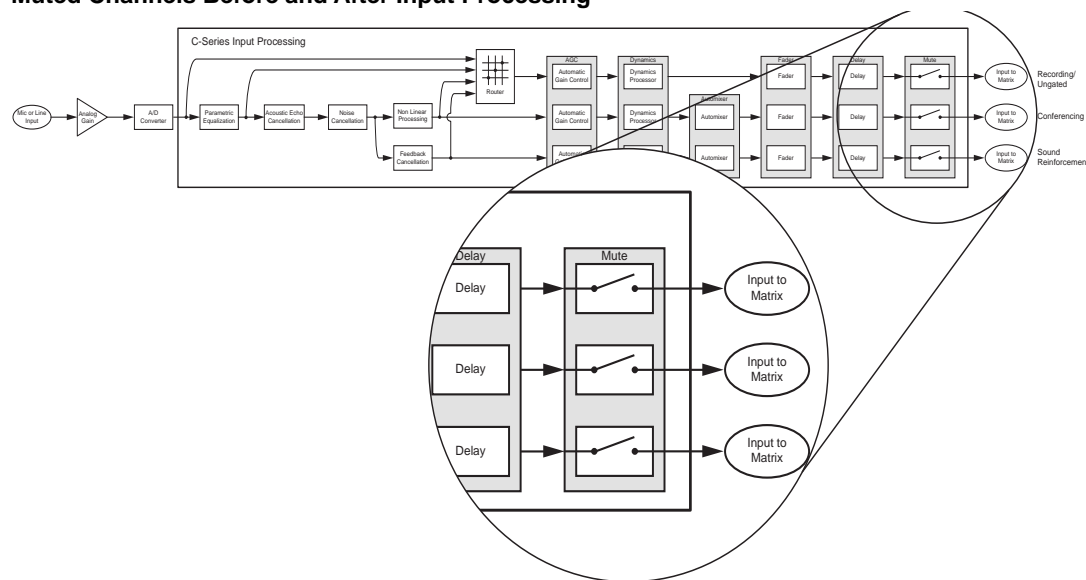 Muted Channels Before and After Input Processing
C-Series Input Processing
Mic or Line
Input
Analog
Gain
A/D
Converter
Parametric
Equalization
Acoustic Echo
Cancellation
Noise
Cancellation
Non Linear
Processing
Feedback
Cancellation
Router
AGC
Automatic
Gain Control
Automatic
Gain Control
Automatic
Dynamics
Dynamics
Processor
Dynamics
Processor
Automixer
Automixer
Automixer
Fader
Fader
Fader
Fader
Delay
Delay
Delay
Delay
Mute
Input to
Matrix
Input to
Matrix
Input to
Matrix
Recording/
Ungated
Conferencing
Sound
Reinforcemen
Delay
Delay
Delay
Delay
Mute
Input to
Matrix
Input to
Matrix
Input to
Matrix